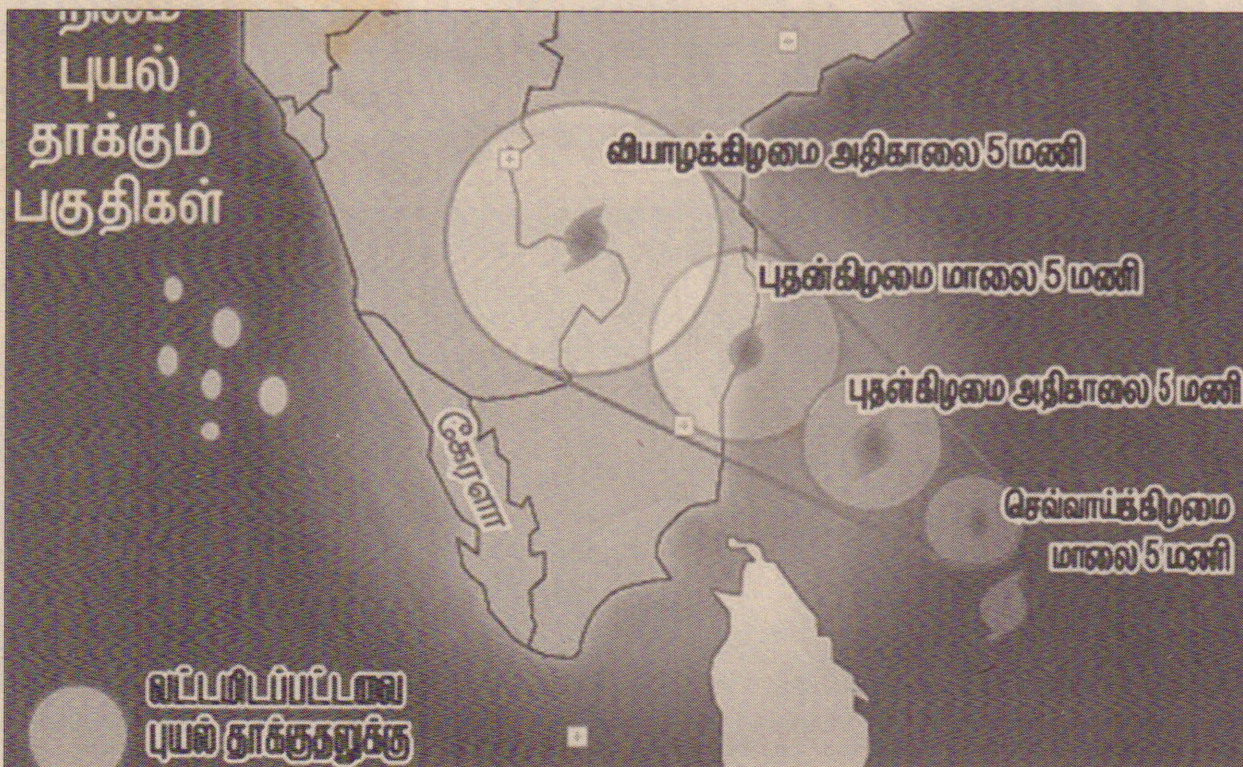 நிலம்
புயல்
தாக்கும்
பகுதிகள்
வியாழக்கிழமை அதிகாலை 5 மணி
புதன்கிழமை மாலை 5 மணி
புதன்கிழமை அதிகாலை 5 மணி
செவ்வாய்க்கிழமை
மாலை 5 மணி
கேரளா
வட்டமிடப்பட்டவை
புயல் தாக்குதலுக்கு